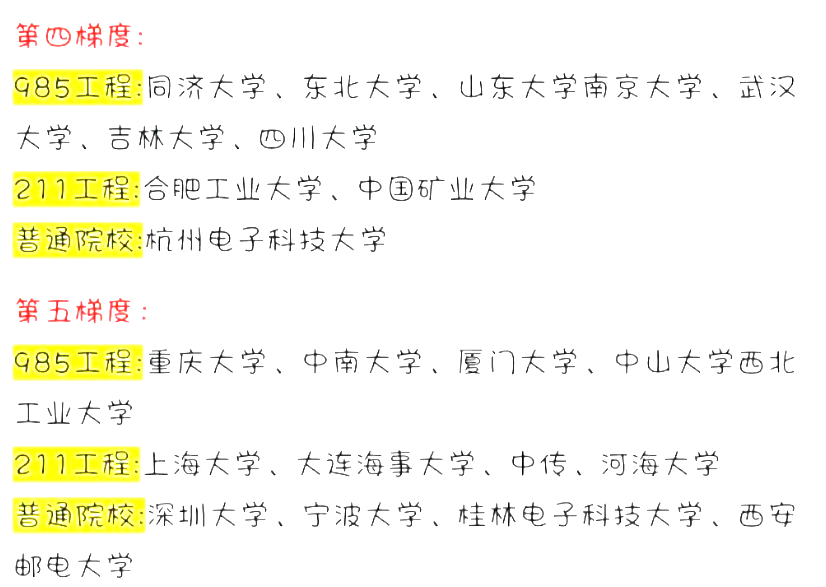 第四梯度：
985工程:同济大学、东北大学、山东大学南京大学、武汉
大学、吉林大学、四川大学
211工程:合肥工业大学、中国矿业大学
普通院校:杭州电子科技大学
第五梯度：
985工程:重庆大学、中南大学、厦门大学、中山大学西北
工业大学
211工程:上海大学、大连海事大学、中传、河海大学
普通院校:深圳大学、宁波大学、桂林电子科技大学、西安
邮电大学